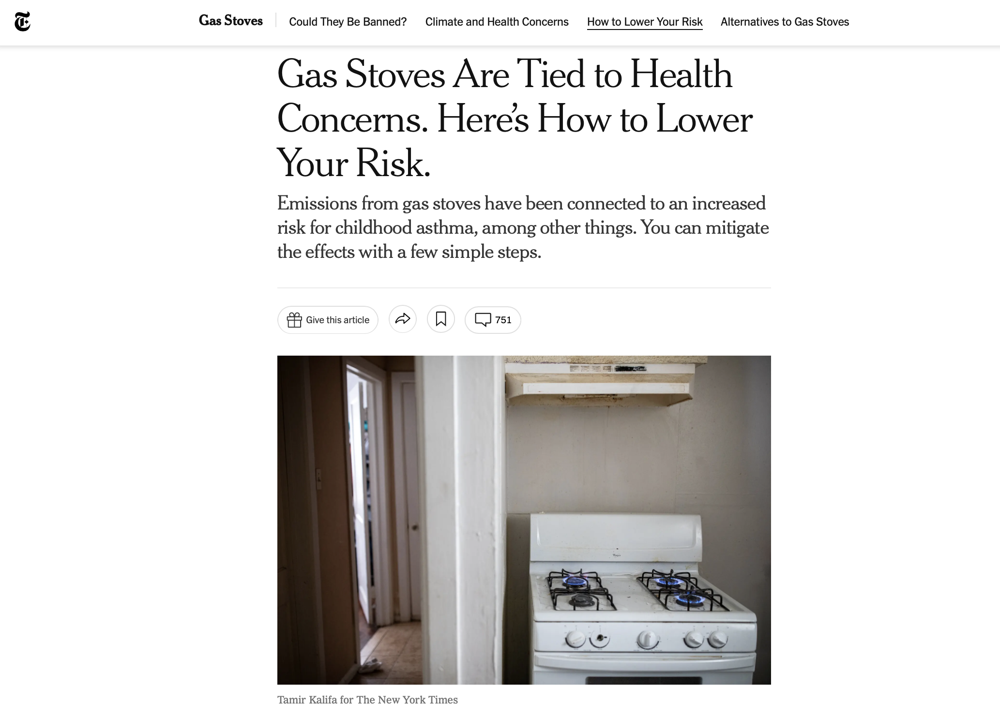 Gas Stoves
Could They Be Banned?
Climate and Health Concerns
How to Lower Your Risk
Alternatives to Gas Stoves
Gas Stoves Are Tied to Health
Concerns. Here’s How to Lower
Your Risk.
Emissions from gas stoves have been connected to an increased
risk for childhood asthma, among other things. You can mitigate
the effects with a few simple steps.
Give this article
751
Air Care
Tamir Kalifa for The New York Times